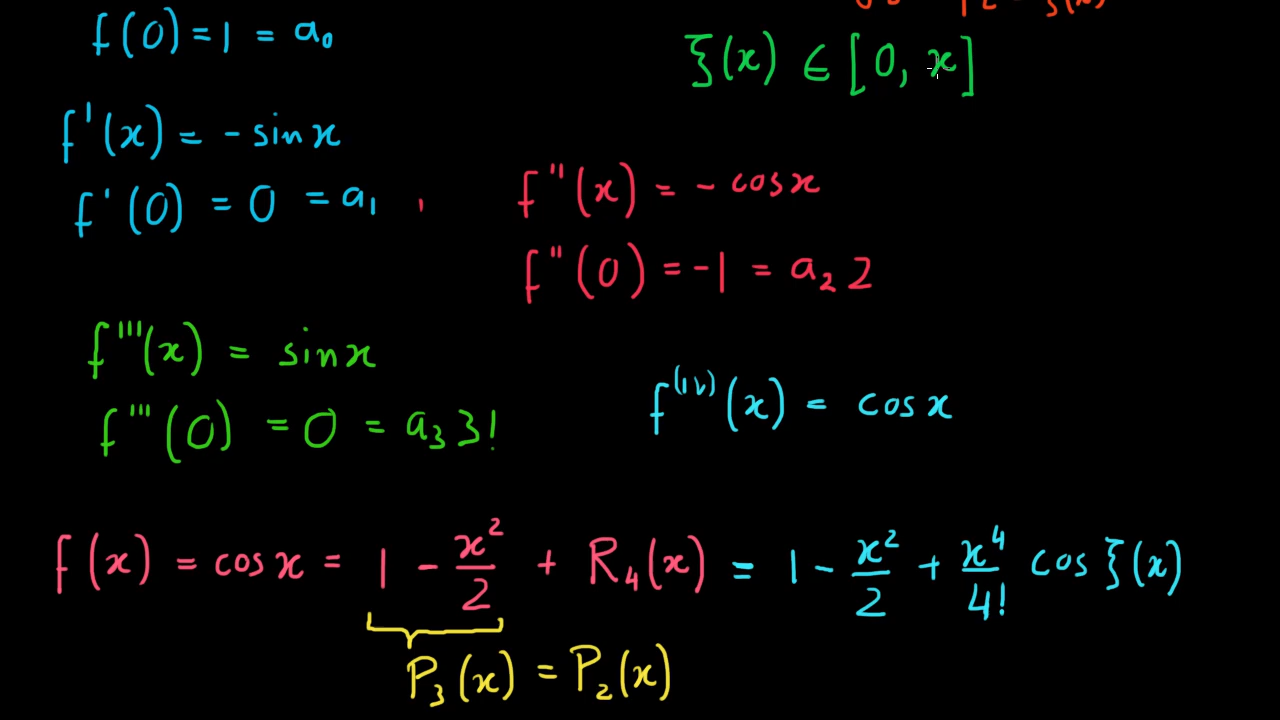 f(0) = 1 = a₀
ξ(x) ∈ [0, x]
f'(x) = - sin x
f'(0) = 0 = a₁ ,
f''(x) = - cos x
f''(0) = -1 = a₂ 2
f'''(x) = sin x
f'''(0) = 0 = a₃ 3!
f⁽ⁱᵛ⁾(x) = cos x
f(x) = cos x = 1 - x²/2 + R₄(x) = 1 - x²/2 + x⁴/4! cos ξ(x)
P₃(x) = P₂(x)